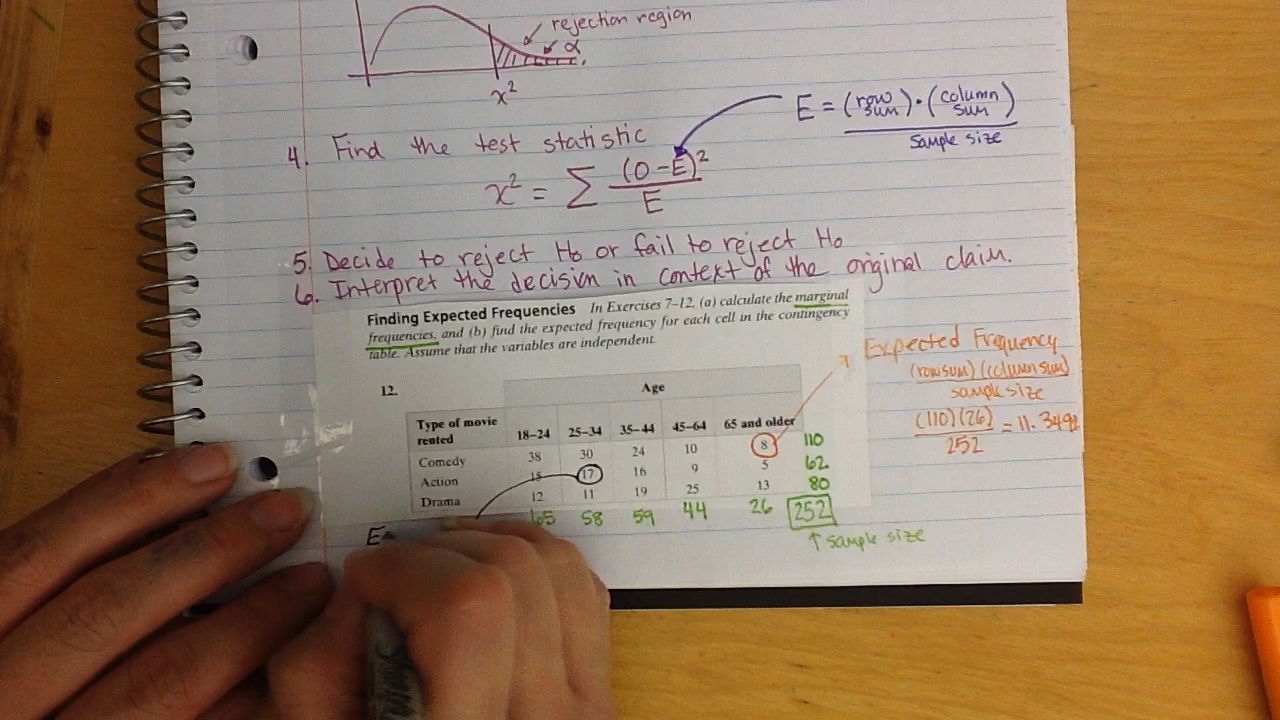 rejection region
α
x²
E = (row sum) · (column sum)
sample size
4. Find the test statistic
x² = Σ (O-E)²
E
5. Decide to reject Ho or fail to reject Ho
6. Interpret the decision in context of the original claim.
Finding Expected Frequencies In Exercises 7–12, (a) calculate the marginal
frequencies, and (b) find the expected frequency for each cell in the contingency
table. Assume that the variables are independent.
Expected Frequency
(row sum)(column sum)
sample size
(110)(26) = 11.3492
252
12.
Age
Type of movie rented 18–24 25–34 35–44 45–64 65 and older
Comedy 38 30 24 10 8 110
Action 15 17 16 9 5 62
Drama 12 11 19 25 13 80
65 58 59 44 26 252
↑ sample size
E=